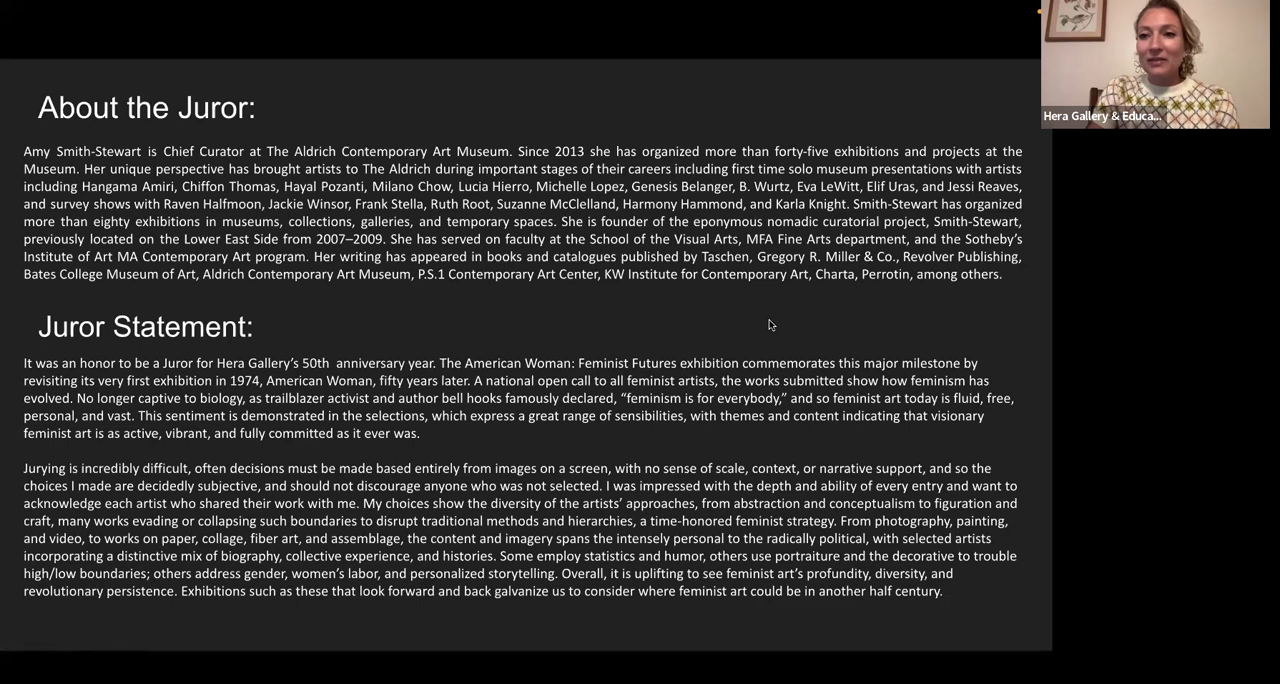 Hera Gallery & Educa...
About the Juror:
Amy Smith-Stewart is Chief Curator at The Aldrich Contemporary Art Museum. Since 2013 she has organized more than forty-five exhibitions and projects at the
Museum. Her unique perspective has brought artists to The Aldrich during important stages of their careers including first time solo museum presentations with artists
including Hangama Amiri, Chiffon Thomas, Hayal Pozanti, Milano Chow, Lucia Hierro, Michelle Lopez, Genesis Belanger, B. Wurtz, Eva LeWitt, Elif Uras, and Jessi Reaves,
and survey shows with Raven Halfmoon, Jackie Winsor, Frank Stella, Ruth Root, Suzanne McClelland, Harmony Hammond, and Karla Knight. Smith-Stewart has organized
more than eighty exhibitions in museums, collections, galleries, and temporary spaces. She is founder of the eponymous nomadic curatorial project, Smith-Stewart,
previously located on the Lower East Side from 2007–2009. She has served on faculty at the School of the Visual Arts, MFA Fine Arts department, and the Sotheby's
Institute of Art MA Contemporary Art program. Her writing has appeared in books and catalogues published by Taschen, Gregory R. Miller & Co., Revolver Publishing,
Bates College Museum of Art, Aldrich Contemporary Art Museum, P.S.1 Contemporary Art Center, KW Institute for Contemporary Art, Charta, Perrotin, among others.
Juror Statement:
It was an honor to be a Juror for Hera Gallery's 50th anniversary year. The American Woman: Feminist Futures exhibition commemorates this major milestone by
revisiting its very first exhibition in 1974, American Woman, fifty years later. A national open call to all feminist artists, the works submitted show how feminism has
evolved. No longer captive to biology, as trailblazer activist and author bell hooks famously declared, “feminism is for everybody,” and so feminist art today is fluid, free,
personal, and vast. This sentiment is demonstrated in the selections, which express a great range of sensibilities, with themes and content indicating that visionary
feminist art is as active, vibrant, and fully committed as it ever was.
Jurying is incredibly difficult, often decisions must be made based entirely from images on a screen, with no sense of scale, context, or narrative support, and so the
choices I made are decidedly subjective, and should not discourage anyone who was not selected. I was impressed with the depth and ability of every entry and want to
acknowledge each artist who shared their work with me. My choices show the diversity of the artists’ approaches, from abstraction and conceptualism to figuration and
craft, many works evading or collapsing such boundaries to disrupt traditional methods and hierarchies, a time-honored feminist strategy. From photography, painting,
and video, to works on paper, collage, fiber art, and assemblage, the content and imagery spans the intensely personal to the radically political, with selected artists
incorporating a distinctive mix of biography, collective experience, and histories. Some employ statistics and humor, others use portraiture and the decorative to trouble
high/low boundaries; others address gender, women’s labor, and personalized storytelling. Overall, it is uplifting to see feminist art’s profundity, diversity, and
revolutionary persistence. Exhibitions such as these that look forward and back galvanize us to consider where feminist art could be in another half century.